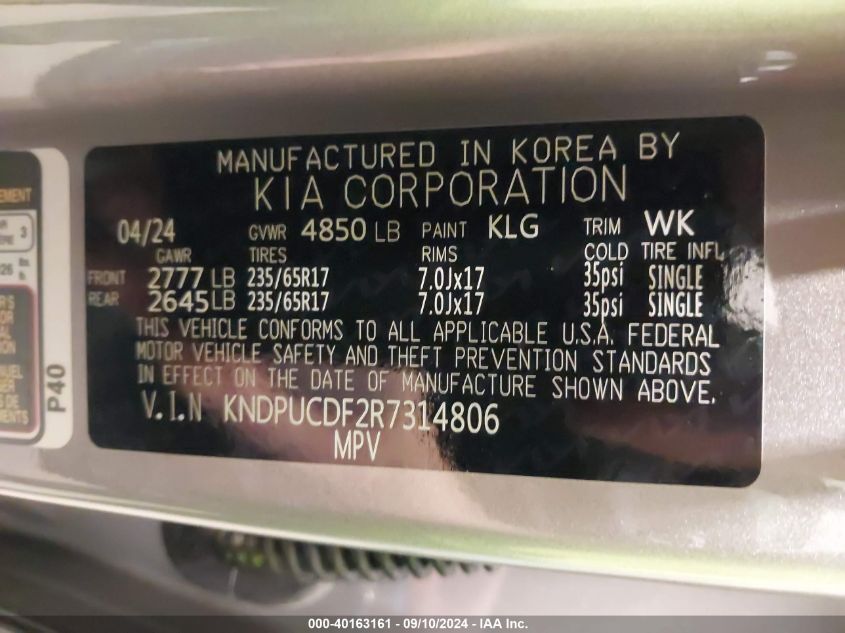 MANUFACTURED IN KOREA BY
KIA CORPORATION
04/24 GVWR 4850 LB PAINT KLG TRIM WK
GAWR TIRES RIMS COLD TIRE INFL
FRONT 2777 LB 235/65R17 7.0Jx17 35psi SINGLE
REAR 2645 LB 235/65R17 7.0Jx17 35psi SINGLE
THIS VEHICLE CONFORMS TO ALL APPLICABLE U.S.A. FEDERAL
MOTOR VEHICLE SAFETY AND THEFT PREVENTION STANDARDS
IN EFFECT ON THE DATE OF MANUFACTURE SHOWN ABOVE.
V.I.N KNDPUCDF2R7314806
MPV
P40
000-40163161 - 09/10/2024 - IAA Inc.